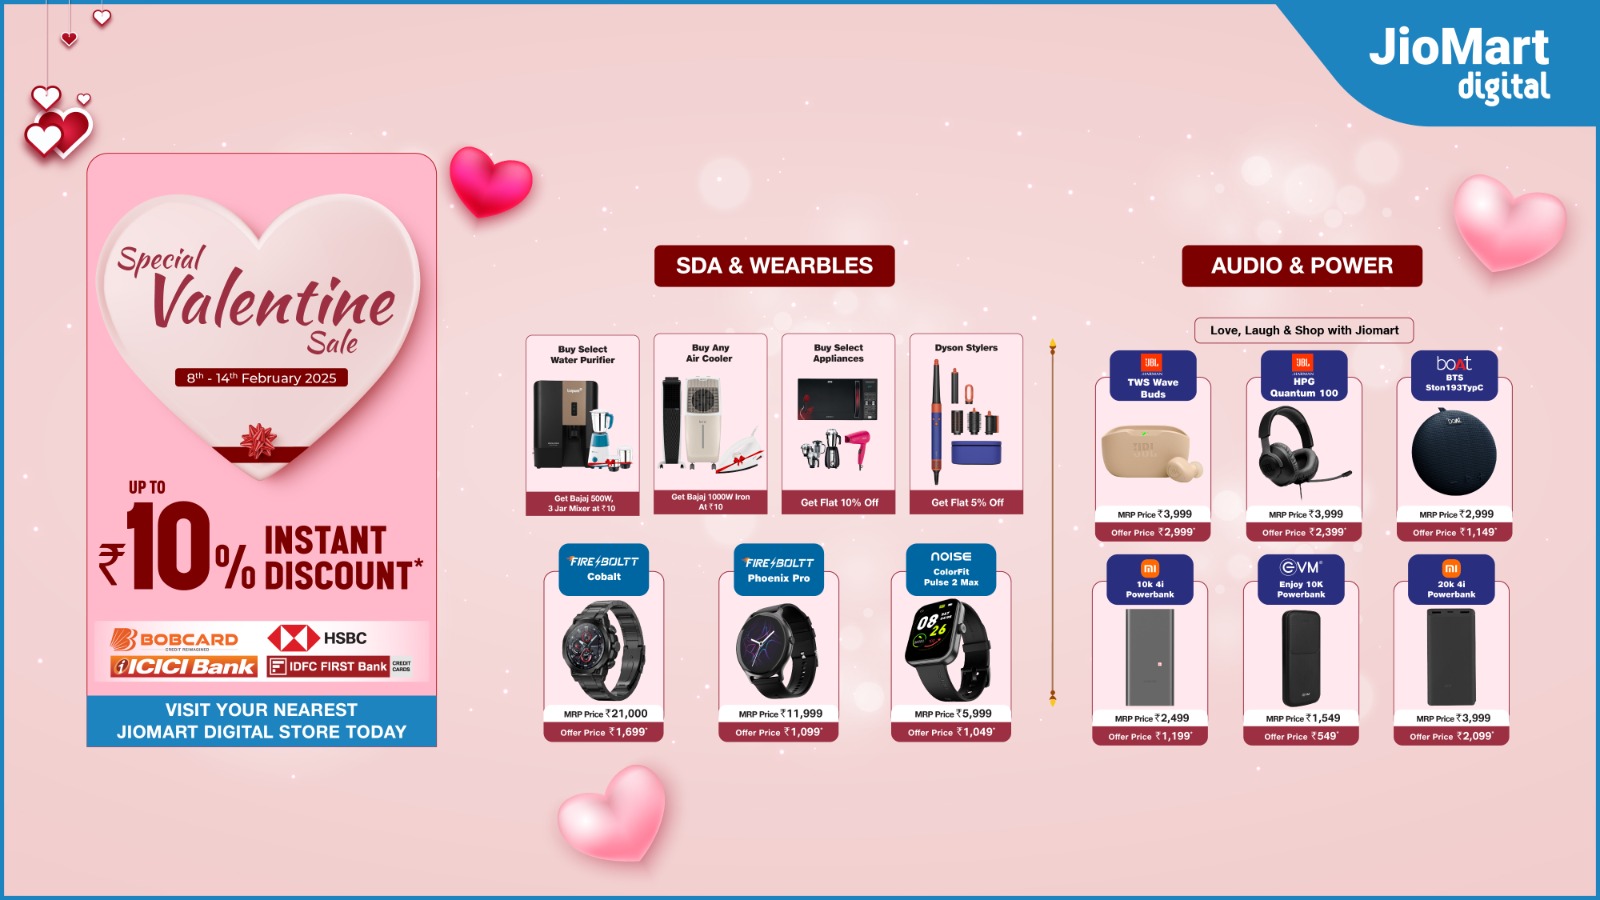 JioMart
digital
Special
Valentine
Sale
8th - 14th February 2025
UP TO
₹10% INSTANT
DISCOUNT*
BOBCARD
CREDIT REIMAGINED
HSBC
ICICI Bank
IDFC FIRST Bank CREDIT
CARDS
VISIT YOUR NEAREST
JIOMART DIGITAL STORE TODAY
SDA & WEARBLES
Buy Select
Water Purifier
Get Bajaj 500W,
3 Jar Mixer at ₹10
Buy Any
Air Cooler
Get Bajaj 1000W Iron
At ₹10
Buy Select
Appliances
Get Flat 10% Off
Dyson Stylers
Get Flat 5% Off
FIRE-BOLTT
Cobalt
MRP Price ₹21,000
Offer Price ₹1,699*
FIRE-BOLTT
Phoenix Pro
MRP Price ₹11,999
Offer Price ₹1,099*
NOISE
ColorFit
Pulse 2 Max
08
26
MRP Price ₹5,999
Offer Price ₹1,049*
AUDIO & POWER
Love, Laugh & Shop with Jiomart
JBL
TWS Wave
Buds
JBL
MRP Price ₹3,999
Offer Price ₹2,999*
JBL
HPG
Quantum 100
MRP Price ₹3,999
Offer Price ₹2,399*
boAt
BTS
Ston193TypC
boAt
MRP Price ₹2,999
Offer Price ₹1,149*
mi
10k 4i
Powerbank
MRP Price ₹2,499
Offer Price ₹1,199*
EVM®
Enjoy 10K
Powerbank
MRP Price ₹1,549
Offer Price ₹549*
mi
20k 4i
Powerbank
MRP Price ₹3,999
Offer Price ₹2,099*